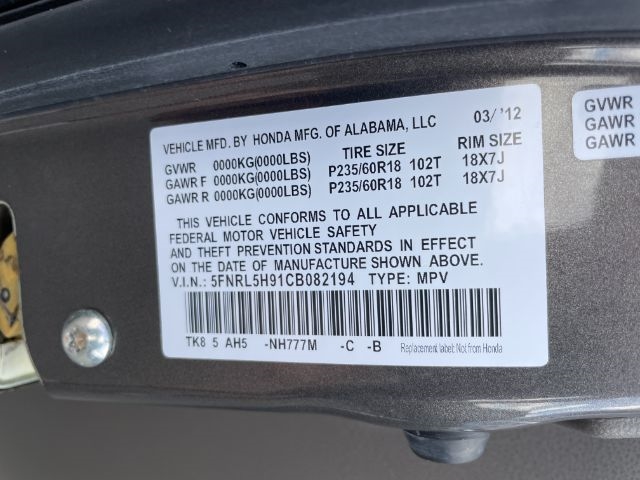 VEHICLE MFD. BY HONDA MFG. OF ALABAMA, LLC 03/ '12
TIRE SIZE RIM SIZE
GVWR 0000KG(0000LBS)
GAWR F 0000KG(0000LBS) P235/60R18 102T 18X7J
GAWR R 0000KG(0000LBS) P235/60R18 102T 18X7J
THIS VEHICLE CONFORMS TO ALL APPLICABLE
FEDERAL MOTOR VEHICLE SAFETY
AND THEFT PREVENTION STANDARDS IN EFFECT
ON THE DATE OF MANUFACTURE SHOWN ABOVE.
V.I.N.: 5FNRL5H91CB082194 TYPE: MPV
TK8 5 AH5 -NH777M -C -B Replacement label: Not from Honda
GVWR
GAWR
GAWR